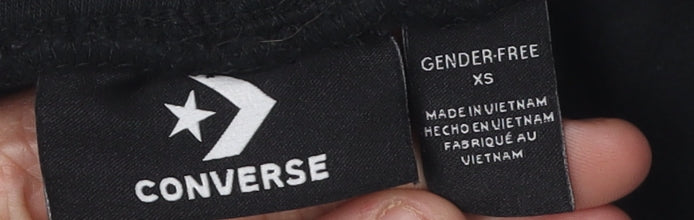 CONVERSE
GENDER-FREE
XS
MADE IN VIETNAM
HECHO EN VIETNAM
FABRIQUÉ AU
VIETNAM